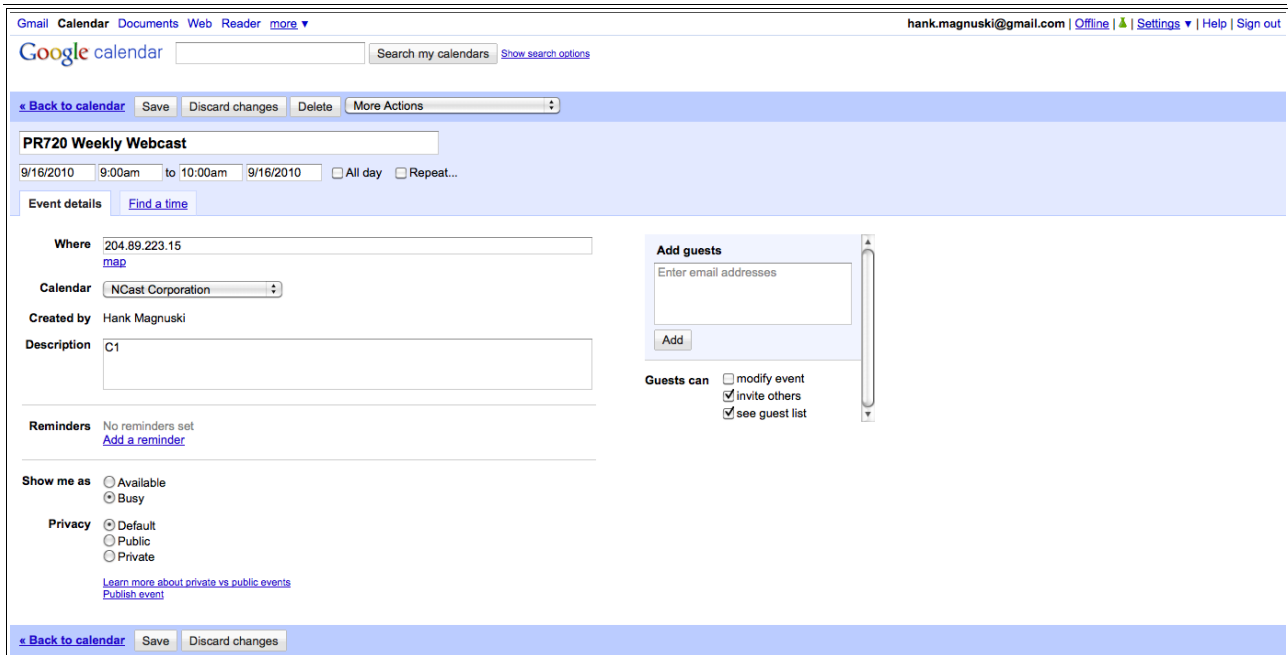 Gmail Calendar Documents Web Reader more ▼ hank.magnuski@gmail.com | Offline | Settings ▼ | Help | Sign out
Google calendar Search my calendars Show search options
« Back to calendar Save Discard changes Delete More Actions
PR720 Weekly Webcast
9/16/2010 9:00am to 10:00am 9/16/2010 All day Repeat...
Event details Find a time
Where 204.89.223.15
map
Add guests
Enter email addresses
Add
Calendar NCast Corporation
Created by Hank Magnuski
Description C1
Guests can modify event
invite others
see guest list
Reminders No reminders set
Add a reminder
Show me as Available
Busy
Privacy Default
Public
Private
Learn more about private vs public events
Publish event
« Back to calendar Save Discard changes